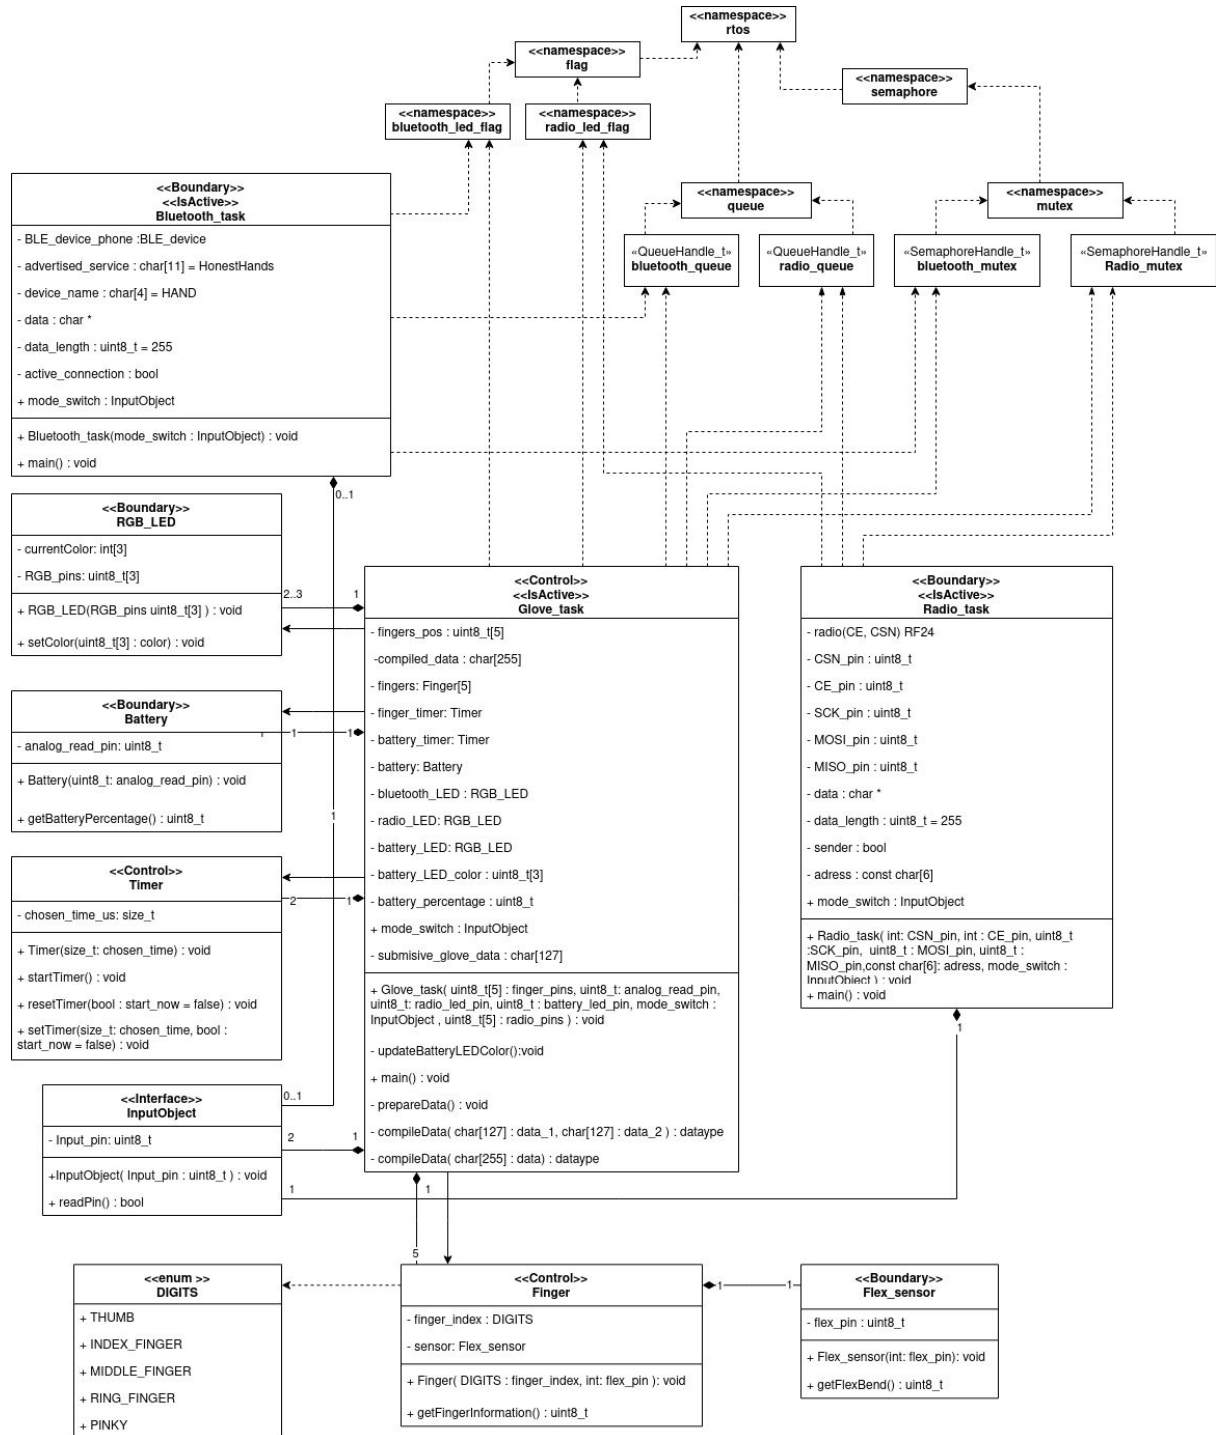 <<namespace>>
rtos
<<namespace>>
flag
<<namespace>>
semaphore
<<namespace>>
bluetooth_led_flag
<<namespace>>
radio_led_flag
<<namespace>>
queue
<<namespace>>
mutex
«QueueHandle_t»
bluetooth_queue
«QueueHandle_t»
radio_queue
«SemaphoreHandle_t»
bluetooth_mutex
«SemaphoreHandle_t»
Radio_mutex
<<Boundary>>
<<IsActive>>
Bluetooth_task
- BLE_device_phone :BLE_device
- advertised_service : char[11] = HonestHands
- device_name : char[4] = HAND
- data : char *
- data_length : uint8_t = 255
- active_connection : bool
+ mode_switch : InputObject
+ Bluetooth_task(mode_switch : InputObject) : void
+ main() : void
0..1
1
0..1
<<Boundary>>
RGB_LED
- currentColor: int[3]
- RGB_pins: uint8_t[3]
+ RGB_LED(RGB_pins uint8_t[3] ) : void
+ setColor(uint8_t[3] : color) : void
2..3
1
<<Boundary>>
Battery
- analog_read_pin: uint8_t
+ Battery(uint8_t: analog_read_pin) : void
+ getBatteryPercentage() : uint8_t
1
1
<<Control>>
Timer
- chosen_time_us: size_t
+ Timer(size_t: chosen_time) : void
+ startTimer() : void
+ resetTimer(bool : start_now = false) : void
+ setTimer(size_t: chosen_time, bool :
start_now = false) : void
2
1
<<Interface>>
InputObject
- Input_pin: uint8_t
+InputObject( Input_pin : uint8_t ) : void
+ readPin() : bool
2
1
1
<<Control>>
<<IsActive>>
Glove_task
- fingers_pos : uint8_t[5]
-compiled_data : char[255]
- fingers: Finger[5]
- finger_timer: Timer
- battery_timer: Timer
- battery: Battery
- bluetooth_LED : RGB_LED
- radio_LED: RGB_LED
- battery_LED: RGB_LED
- battery_LED_color : uint8_t[3]
- battery_percentage : uint8_t
+ mode_switch : InputObject
- submisive_glove_data : char[127]
+ Glove_task( uint8_t[5] : finger_pins, uint8_t: analog_read_pin,
uint8_t: radio_led_pin, uint8_t : battery_led_pin, mode_switch :
InputObject , uint8_t[5] : radio_pins ) : void
- updateBatteryLEDColor():void
+ main() : void
- prepareData() : void
- compileData( char[127] : data_1, char[127] : data_2 ) : dataype
- compileData( char[255] : data) : dataype
1
5
<<Boundary>>
<<IsActive>>
Radio_task
- radio(CE, CSN) RF24
- CSN_pin : uint8_t
- CE_pin : uint8_t
- SCK_pin : uint8_t
- MOSI_pin : uint8_t
- MISO_pin : uint8_t
- data : char *
- data_length : uint8_t = 255
- sender : bool
- adress : const char[6]
+ mode_switch : InputObject
+ Radio_task( int: CSN_pin, int : CE_pin, uint8_t
:SCK_pin, uint8_t : MOSI_pin, uint8_t :
MISO_pin,const char[6]: adress, mode_switch :
InputObject ) : void
+ main() : void
1
<<enum >>
DIGITS
+ THUMB
+ INDEX_FINGER
+ MIDDLE_FINGER
+ RING_FINGER
+ PINKY
<<Control>>
Finger
- finger_index : DIGITS
- sensor: Flex_sensor
+ Finger( DIGITS : finger_index, int: flex_pin ): void
+ getFingerInformation() : uint8_t
1
1
<<Boundary>>
Flex_sensor
- flex_pin : uint8_t
+ Flex_sensor(int: flex_pin): void
+ getFlexBend() : uint8_t